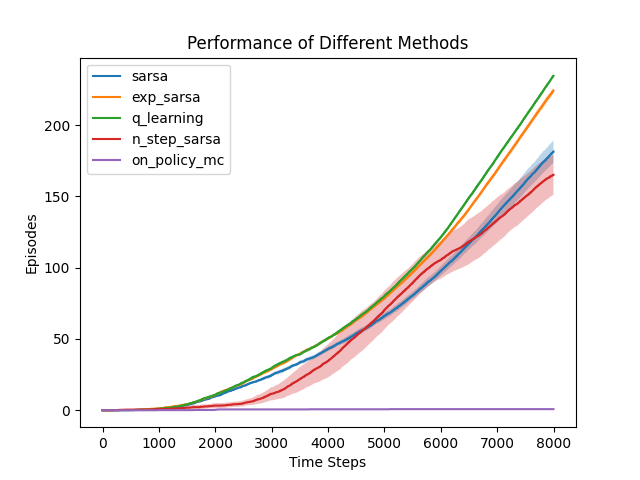 Performance of Different Methods
sarsa
exp_sarsa
q_learning
n_step_sarsa
on_policy_mc
Episodes
200
150
100
50
0
0 1000 2000 3000 4000 5000 6000 7000 8000
Time Steps